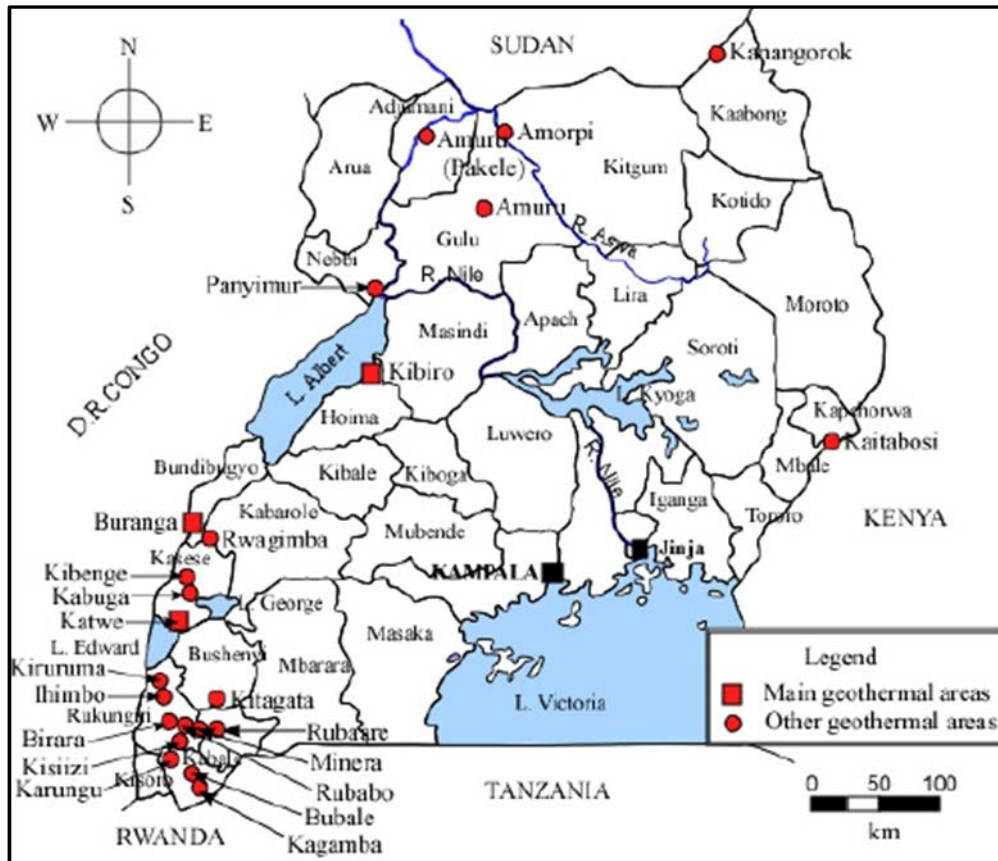 SUDAN
N
W E
S
Kanangorok
Kaabong
Adjumani
Amuru
(Pakele)
Amorpi
Arua
Kitgum
Kotido
Amuru
Gulu
R. Aswa
Nebbi
Panyimur
R. Nile
Lira
Moroto
Apach
Masindi
Soroti
L. Albert
Kibiro
D.R.CONGO
L. Kyoga
Hoima
Kapchorwa
Luwero
Kaitabosi
Bundibugyo
Kibale
Kiboga
Mbale
R. Nile
Iganga
Kabarole
Tororo
Buranga
Mubende
KENYA
Rwagimba
Kasese
Jinja
Kibenge
KAMPALA
Kabuga
L. George
Katwe
Masaka
L. Edward
Bushenyi
Mbarara
Kiruruma
Ihimbo
Kitagata
L. Victoria
Rukungiri
Birara
Rubaare
Kisiizi
Minera
Karungu
Kabale
Kisoro
Rubabo
Bubale
RWANDA
Kagamba
TANZANIA
Legend
Main geothermal areas
Other geothermal areas
0 50 100
km